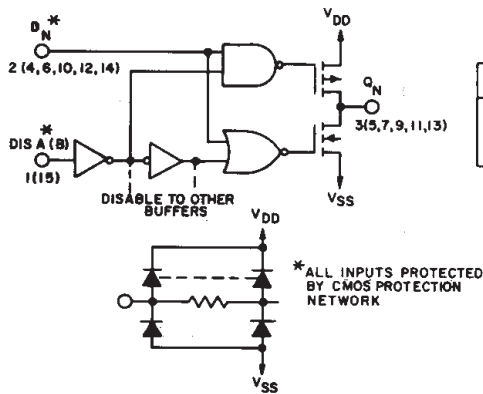 D_N*
V_DD
2 (4, 6, 10, 12, 14)
Q_N
3(5,7,9,11,13)
DIS A (B)*
1(15)
DISABLE TO OTHER
BUFFERS
V_SS
V_DD
*ALL INPUTS PROTECTED
BY CMOS PROTECTION
NETWORK
V_SS